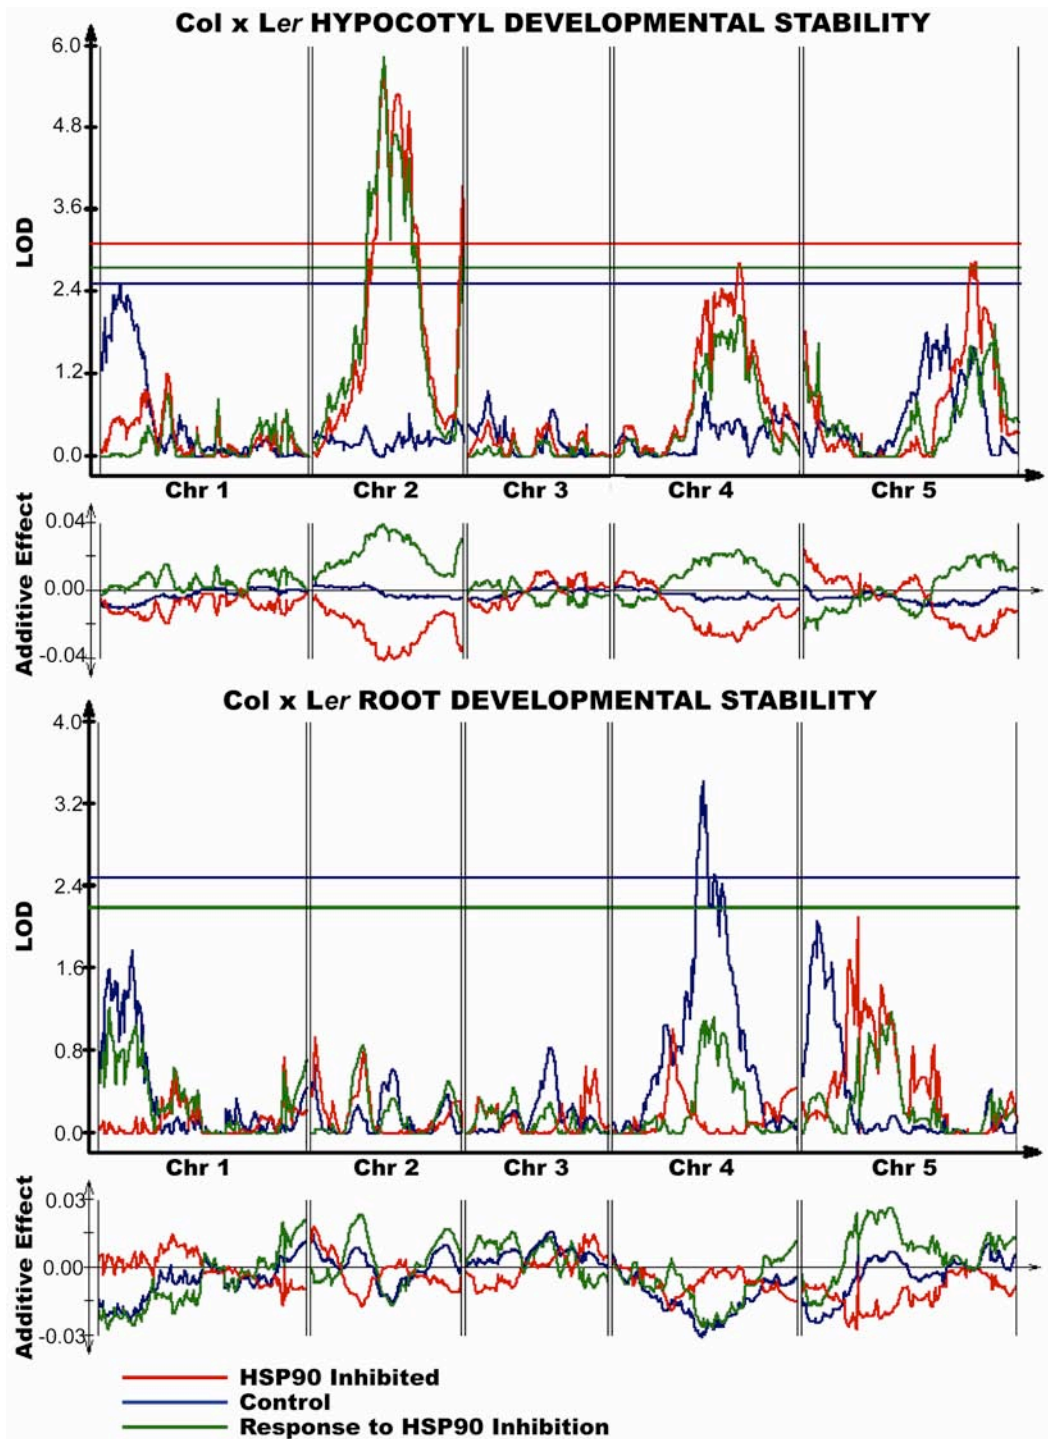 Col x Ler HYPOCOTYL DEVELOPMENTAL STABILITY
6.0
4.8
3.6
2.4
1.2
0.0
LOD
Chr 1 Chr 2 Chr 3 Chr 4 Chr 5
0.04
0.00
-0.04
Additive Effect
Col x Ler ROOT DEVELOPMENTAL STABILITY
4.0
3.2
2.4
1.6
0.8
0.0
LOD
Chr 1 Chr 2 Chr 3 Chr 4 Chr 5
0.03
0.00
-0.03
Additive Effect
HSP90 Inhibited
Control
Response to HSP90 Inhibition